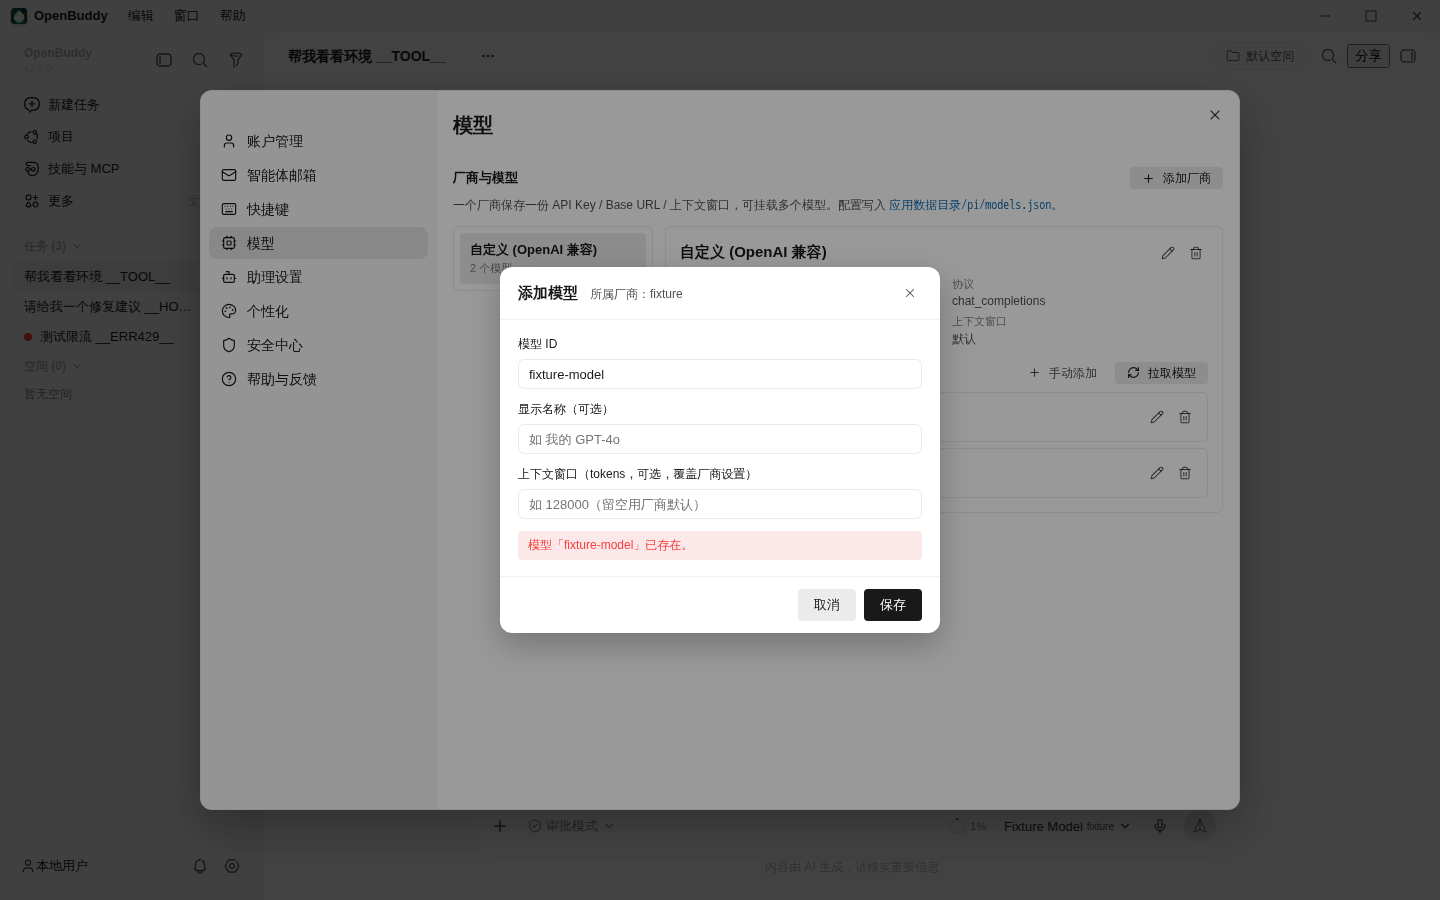 OpenBuddy 编辑 窗口 帮助
OpenBuddy
v1.0.0
帮我看看环境 __TOOL__
默认空间
分享
新建任务
项目
技能与 MCP
更多
文
任务 (3)
帮我看看环境 __TOOL__
请给我一个修复建议 __HO…
测试限流 __ERR429__
空间 (0)
暂无空间
本地用户
账户管理
智能体邮箱
快捷键
模型
助理设置
个性化
安全中心
帮助与反馈
模型
厂商与模型
添加厂商
一个厂商保存一份 API Key / Base URL / 上下文窗口，可挂载多个模型。配置写入 应用数据目录/pi/models.json。
自定义 (OpenAI 兼容)
2 个模型
自定义 (OpenAI 兼容)
协议
chat_completions
上下文窗口
默认
手动添加
拉取模型
添加模型 所属厂商：fixture
模型 ID
fixture-model
显示名称（可选）
如 我的 GPT-4o
上下文窗口（tokens，可选，覆盖厂商设置）
如 128000（留空用厂商默认）
模型「fixture-model」已存在。
取消
保存
审批模式
1%
Fixture Model fixture
内容由 AI 生成，请核实重要信息